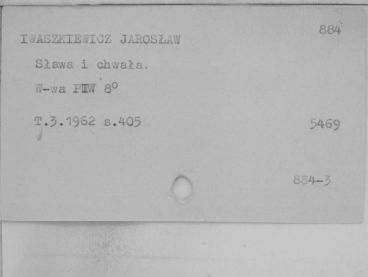 884
IWASZKIEWICZ JAROSŁAW
Sława i chwała.
W-wa PIW 8°
T.3.1962 s.405 5469
884-3